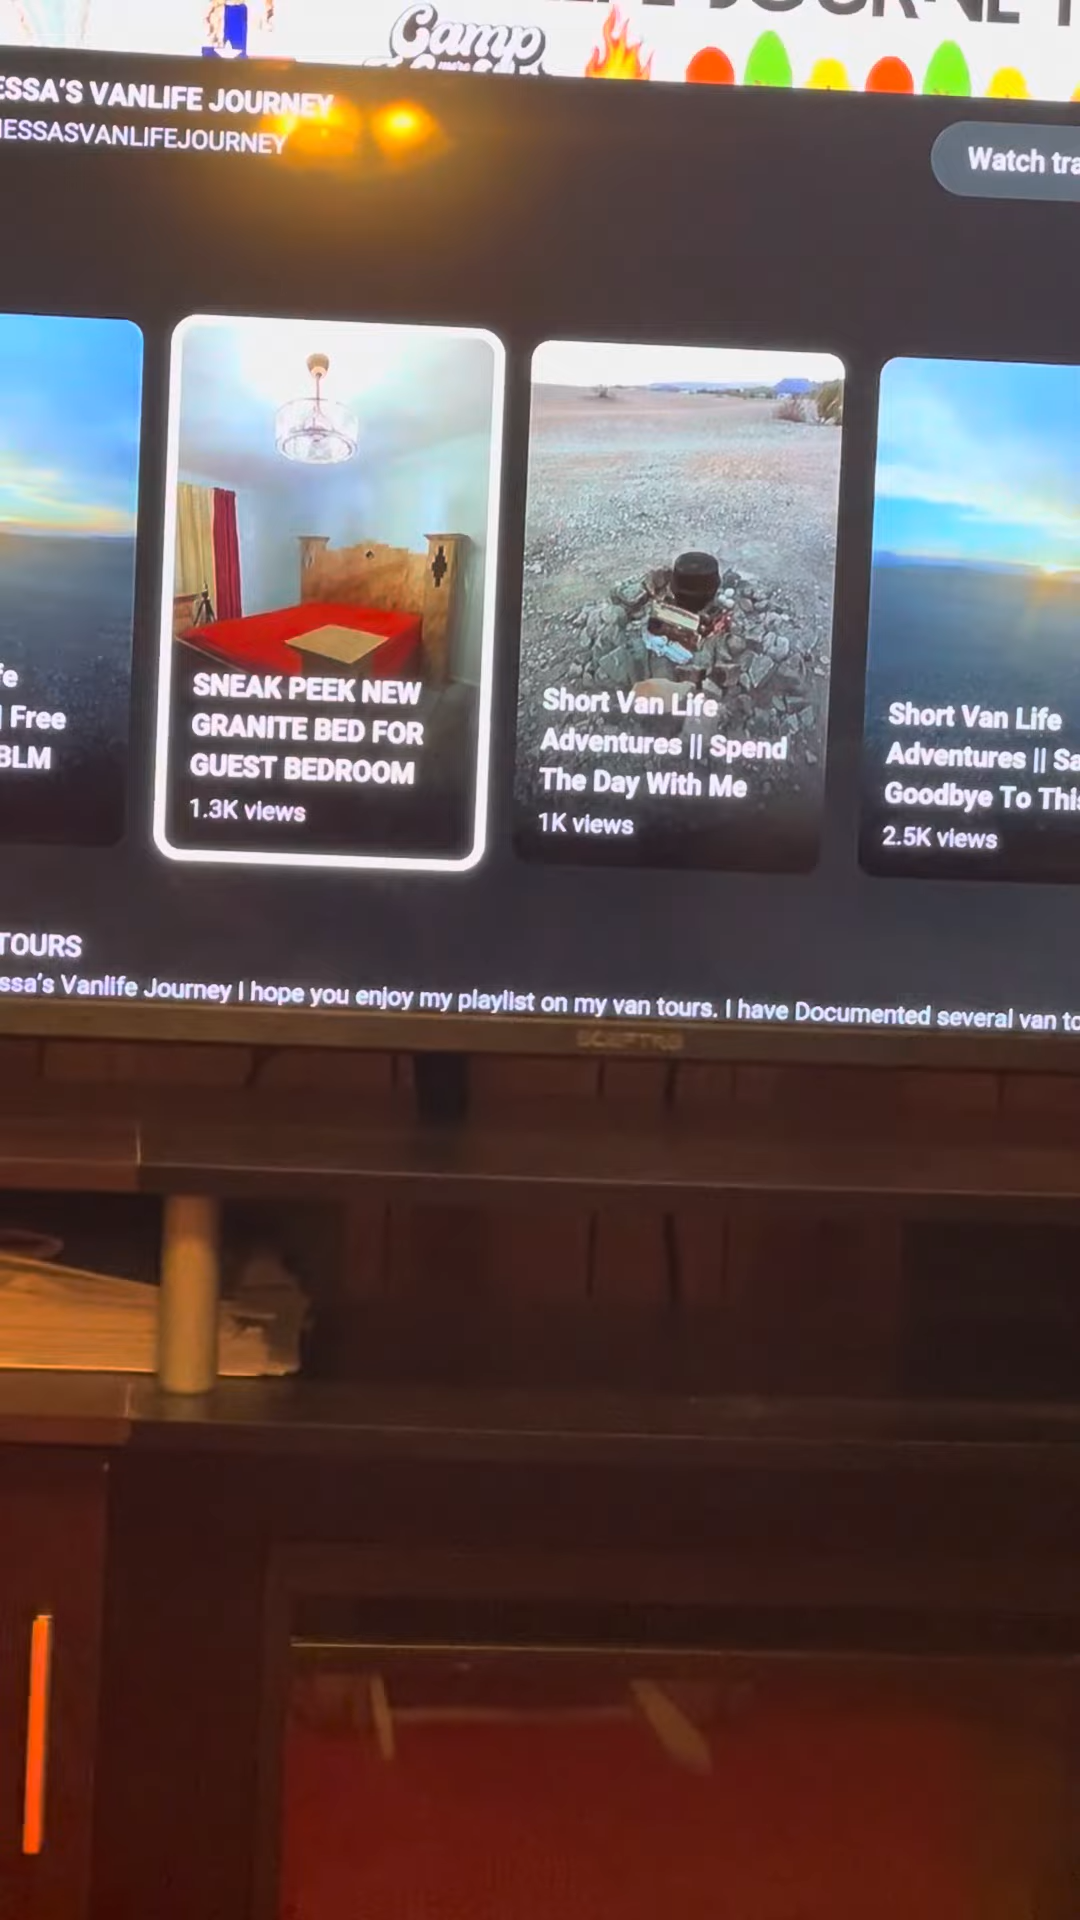 Camp
ESSA'S VANLIFE JOURNEY
ESSASVANLIFEJOURNEY
Watch tra
fe
| Free
BLM
SNEAK PEEK NEW
GRANITE BED FOR
GUEST BEDROOM
1.3K views
Short Van Life
Adventures || Spend
The Day With Me
1K views
Short Van Life
Adventures || Sa
Goodbye To This
2.5K views
TOURS
ssa's Vanlife Journey I hope you enjoy my playlist on my van tours. I have Documented several van to
SCEPTRE